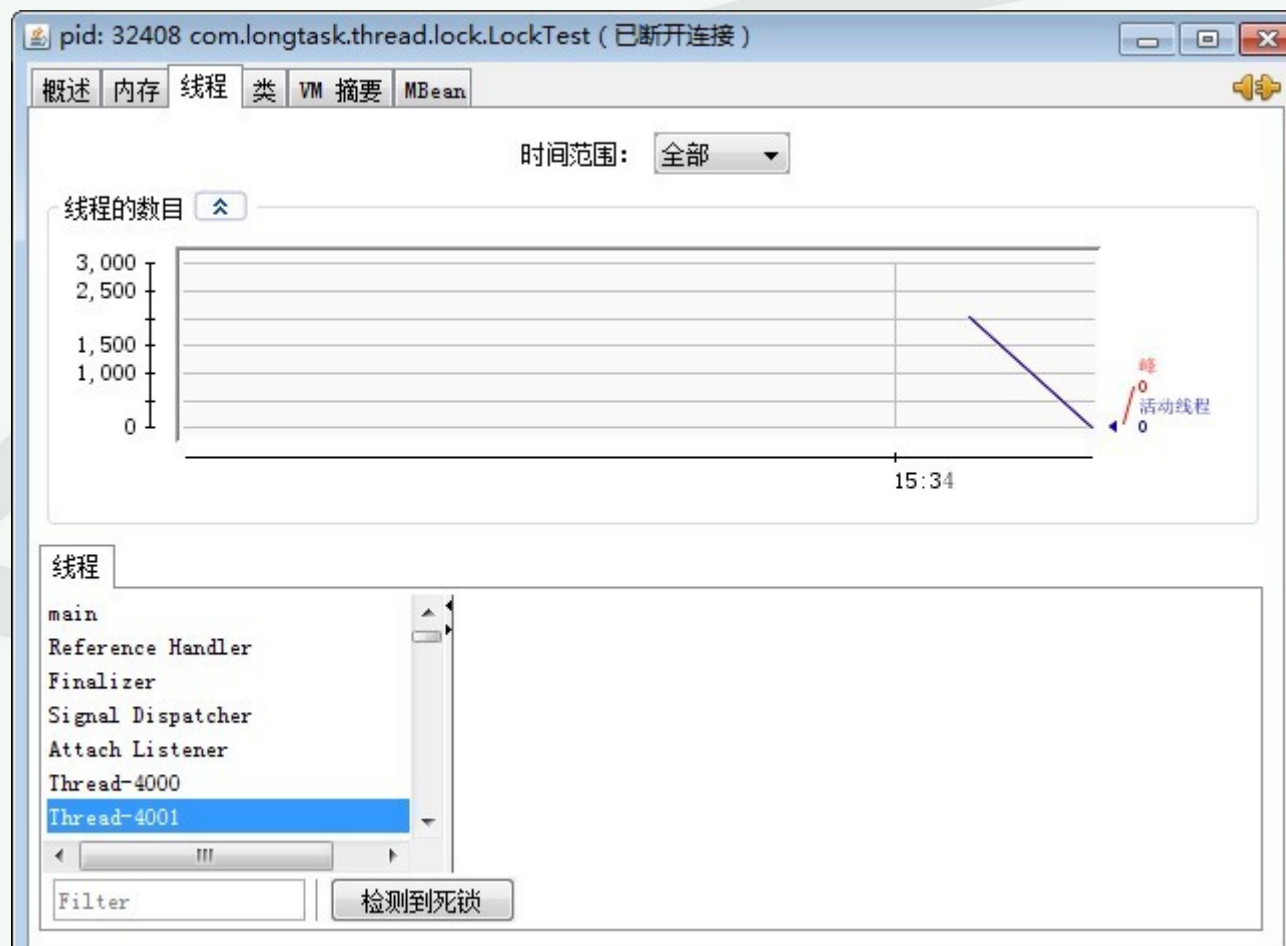 pid: 32408 com.longtask.thread.lock.LockTest（已断开连接）
概述 内存 线程 类 VM 摘要 MBean
时间范围： 全部
线程的数目
3,000
2,500
1,500
1,000
0
峰
0
活动线程
0
15:34
线程
main
Reference Handler
Finalizer
Signal Dispatcher
Attach Listener
Thread-4000
Thread-4001
Filter 检测到死锁